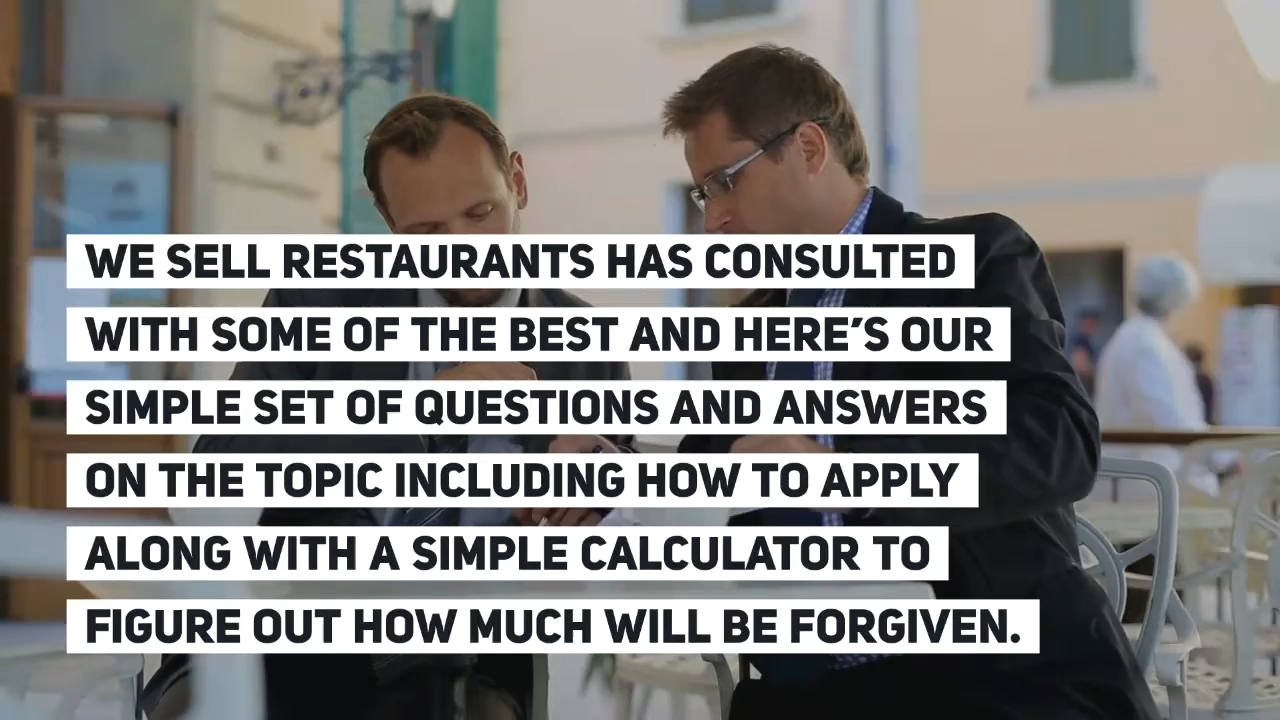 WE SELL RESTAURANTS HAS CONSULTED
WITH SOME OF THE BEST AND HERE'S OUR
SIMPLE SET OF QUESTIONS AND ANSWERS
ON THE TOPIC INCLUDING HOW TO APPLY
ALONG WITH A SIMPLE CALCULATOR TO
FIGURE OUT HOW MUCH WILL BE FORGIVEN.